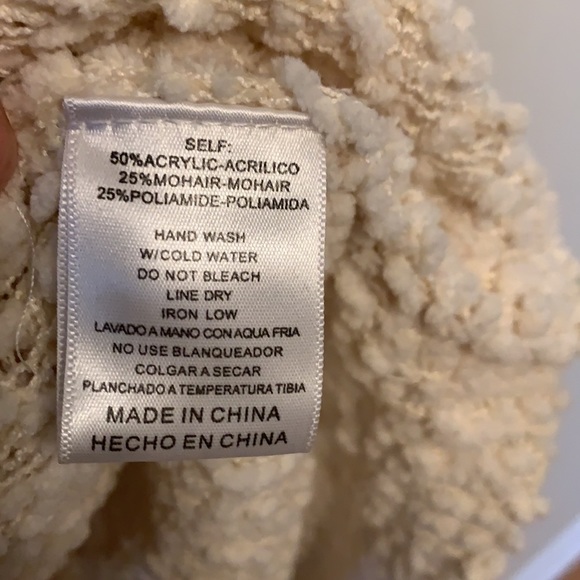 SELF:
50%ACRYLIC-ACRILICO
25%MOHAIR-MOHAIR
25%POLIAMIDE-POLIAMIDA
HAND WASH
W/COLD WATER
DO NOT BLEACH
LINE DRY
IRON LOW
LAVADO A MANO CON AQUA FRIA
NO USE BLANQUEADOR
COLGAR A SECAR
PLANCHADO A TEMPERATURA TIBIA
MADE IN CHINA
HECHO EN CHINA